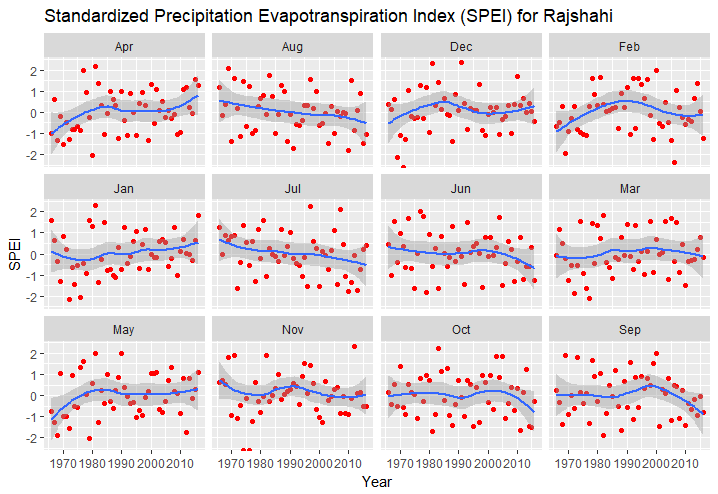 Standardized Precipitation Evapotranspiration Index (SPEI) for Rajshahi
Apr Aug Dec Feb
2
1
0
-1
-2
Jan Jul Jun Mar
2
1
0
-1
-2
SPEI
May Nov Oct Sep
2
1
0
-1
-2
1970 1980 1990 2000 2010 1970 1980 1990 2000 2010 1970 1980 1990 2000 2010 1970 1980 1990 2000 2010
Year